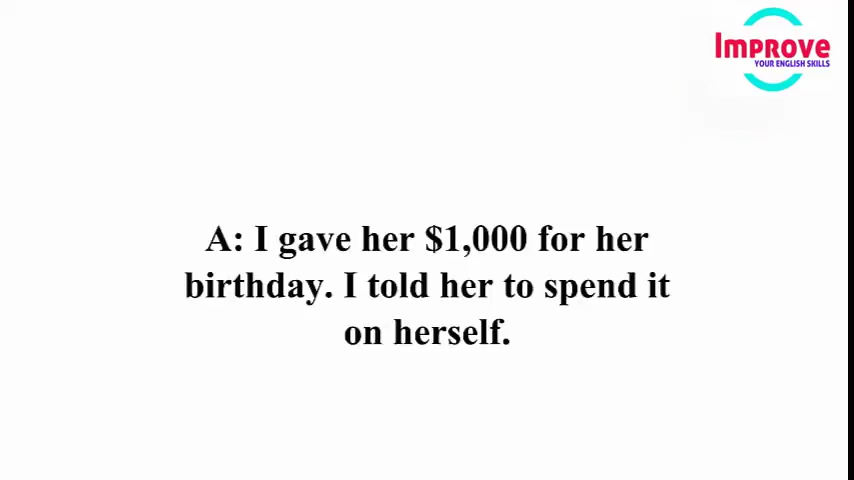 Improve
YOUR ENGLISH SKILLS
A: I gave her $1,000 for her
birthday. I told her to spend it
on herself.